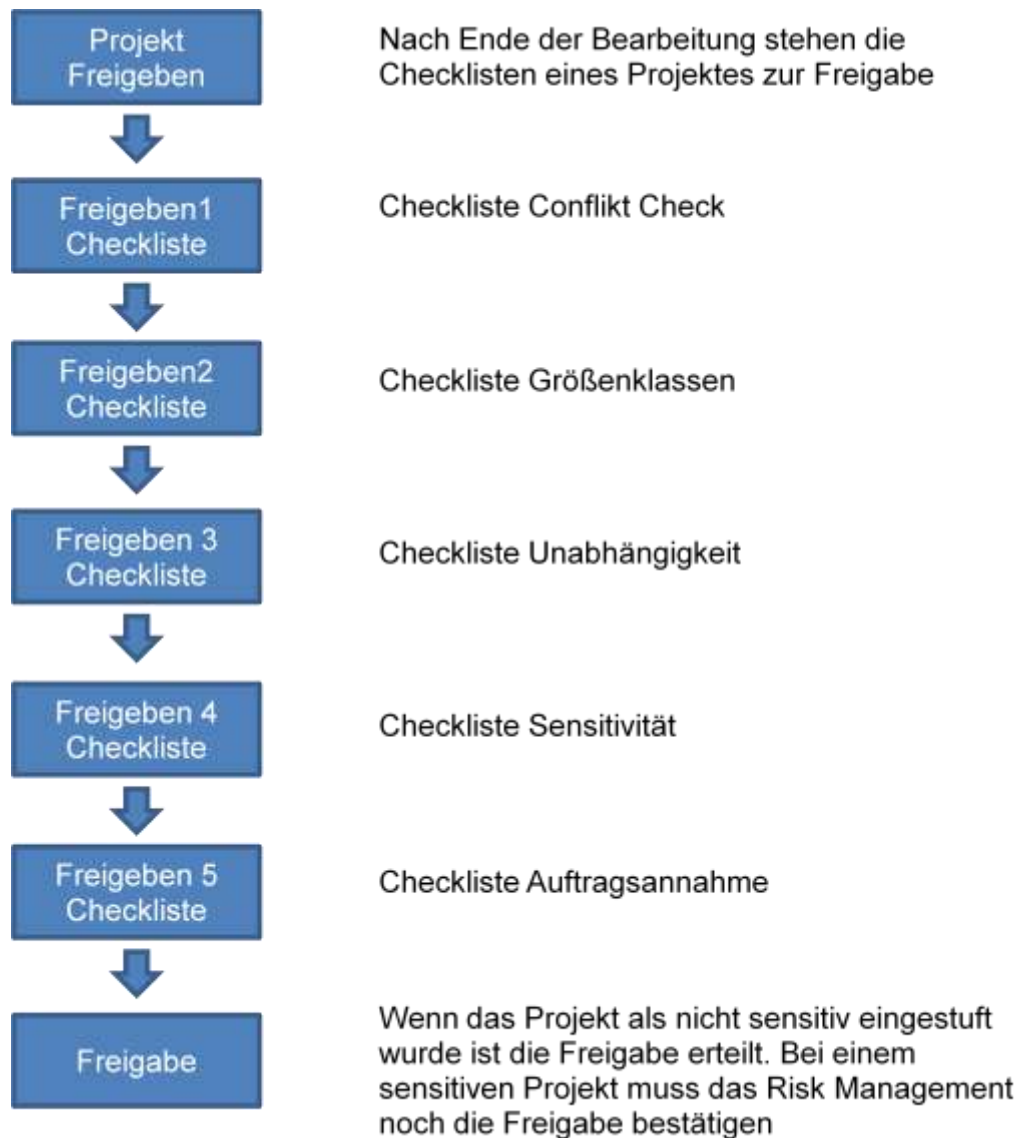 Projekt
Freigeben
Nach Ende der Bearbeitung stehen die
Checklisten eines Projektes zur Freigabe
Freigeben1
Checkliste
Checkliste Conflikt Check
Freigeben2
Checkliste
Checkliste Größenklassen
Freigeben 3
Checkliste
Checkliste Unabhängigkeit
Freigeben 4
Checkliste
Checkliste Sensitivität
Freigeben 5
Checkliste
Checkliste Auftragsannahme
Freigabe
Wenn das Projekt als nicht sensitiv eingestuft
wurde ist die Freigabe erteilt. Bei einem
sensitiven Projekt muss das Risk Management
noch die Freigabe bestätigen